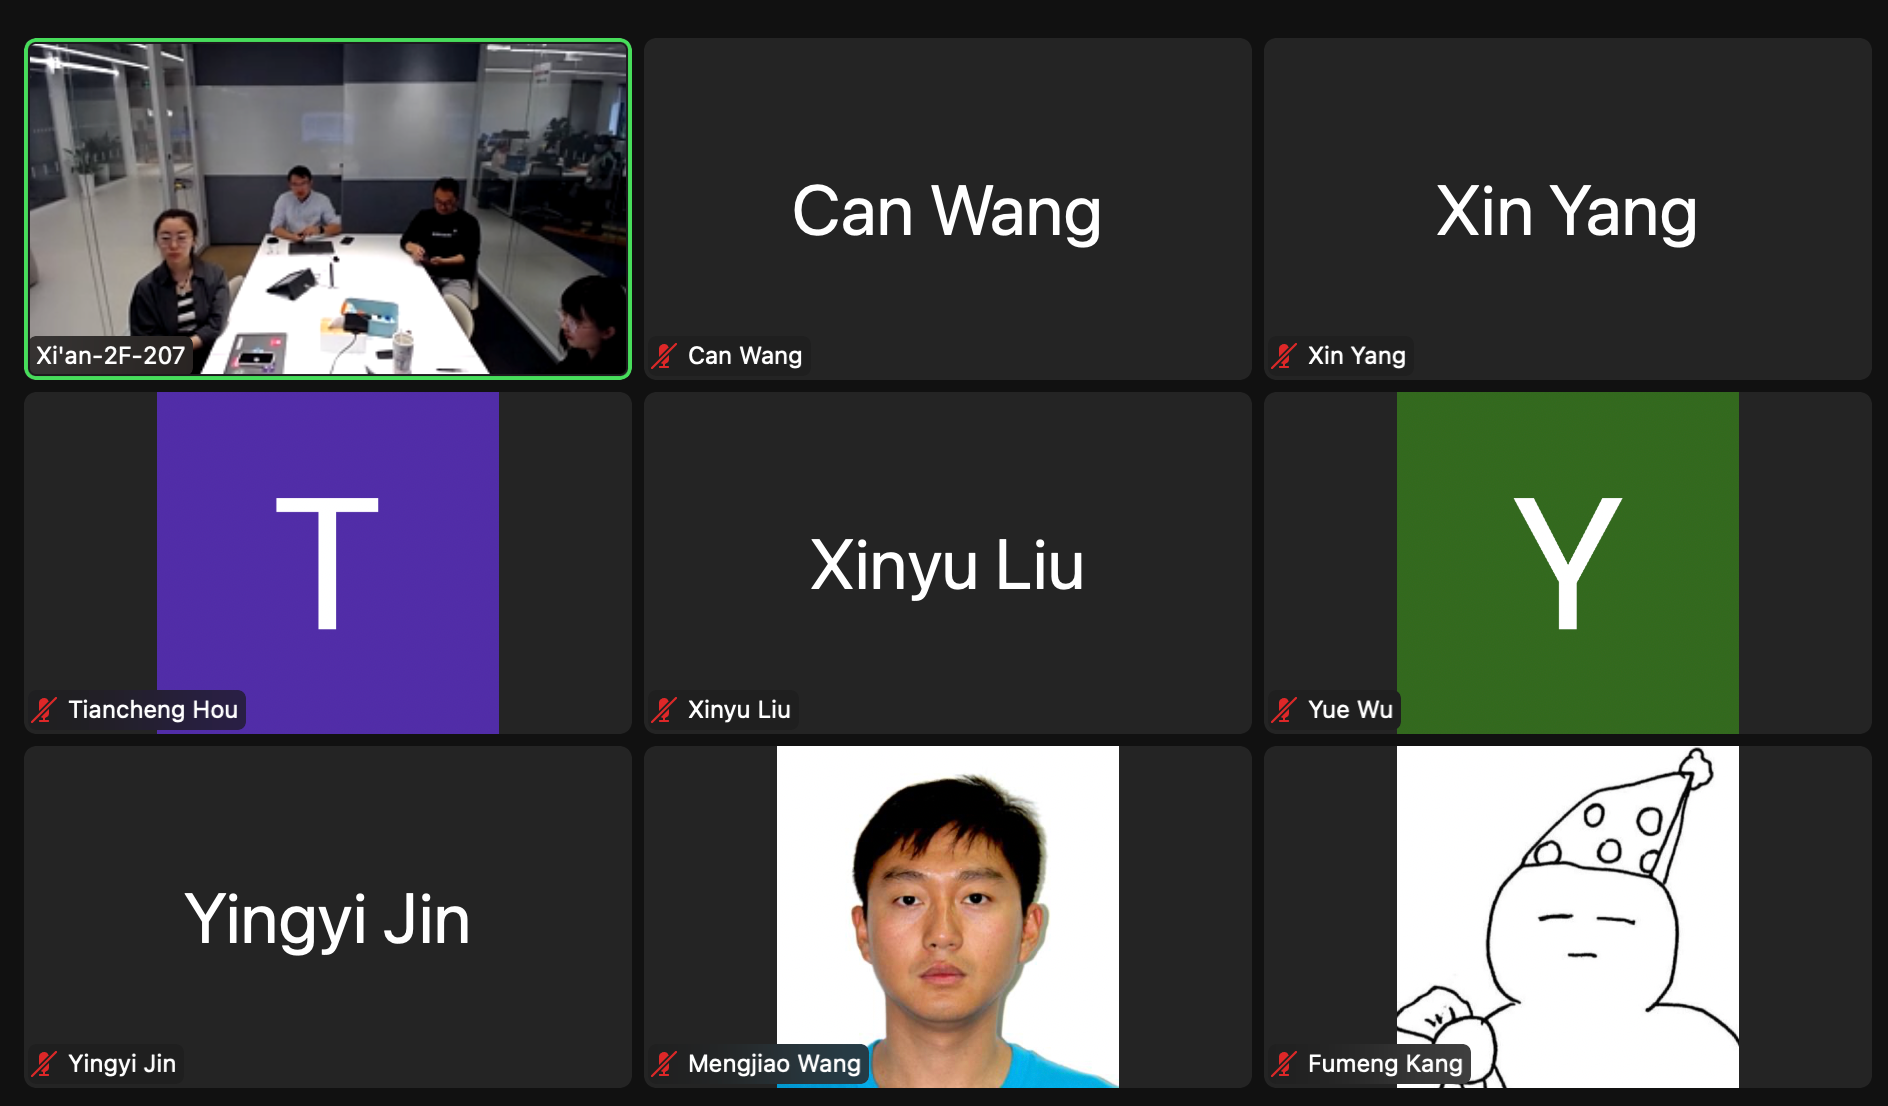 Xi'an-2F-207
Can Wang
Can Wang
Xin Yang
Xin Yang
T
Tiancheng Hou
Xinyu Liu
Xinyu Liu
Y
Yue Wu
Yingyi Jin
Yingyi Jin
Mengjiao Wang
Fumeng Kang